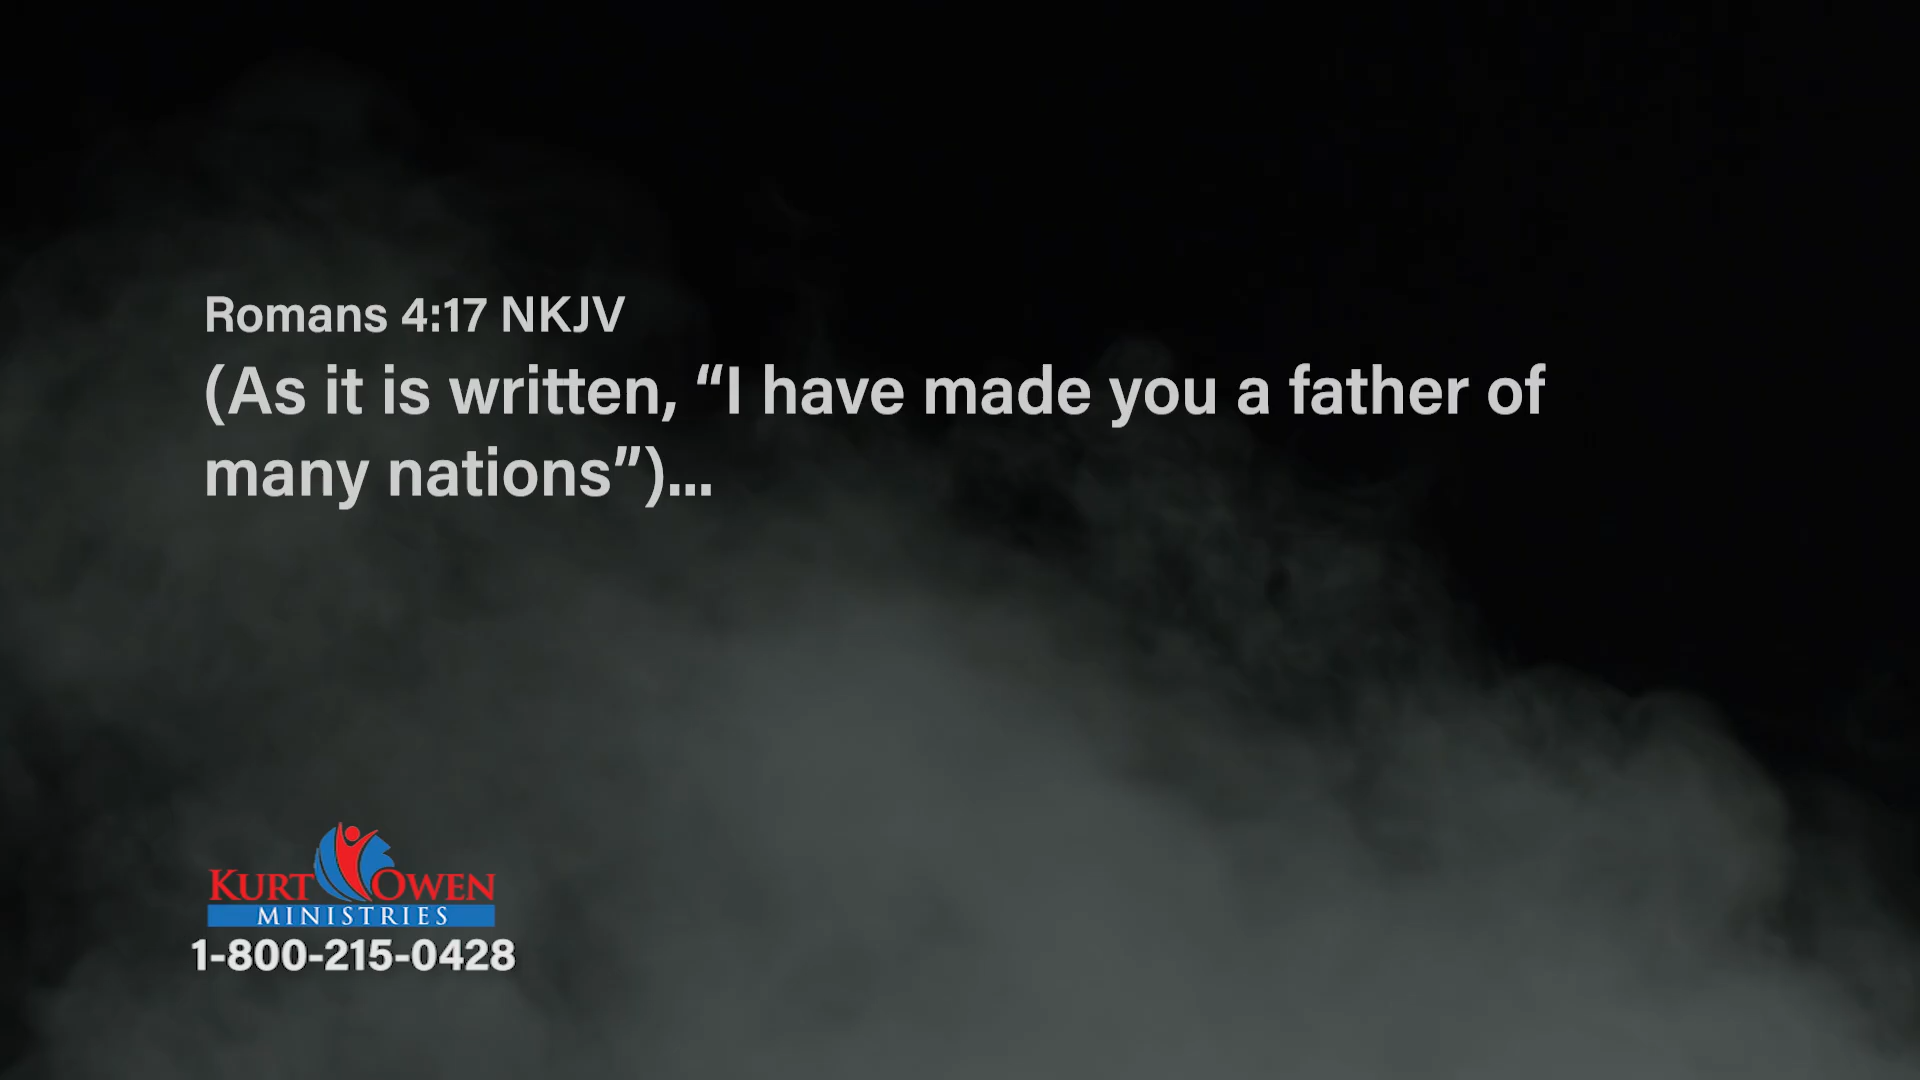 Romans 4:17 NKJV
(As it is written, “I have made you a father of
many nations”)...
KURT OWEN
MINISTRIES
1-800-215-0428